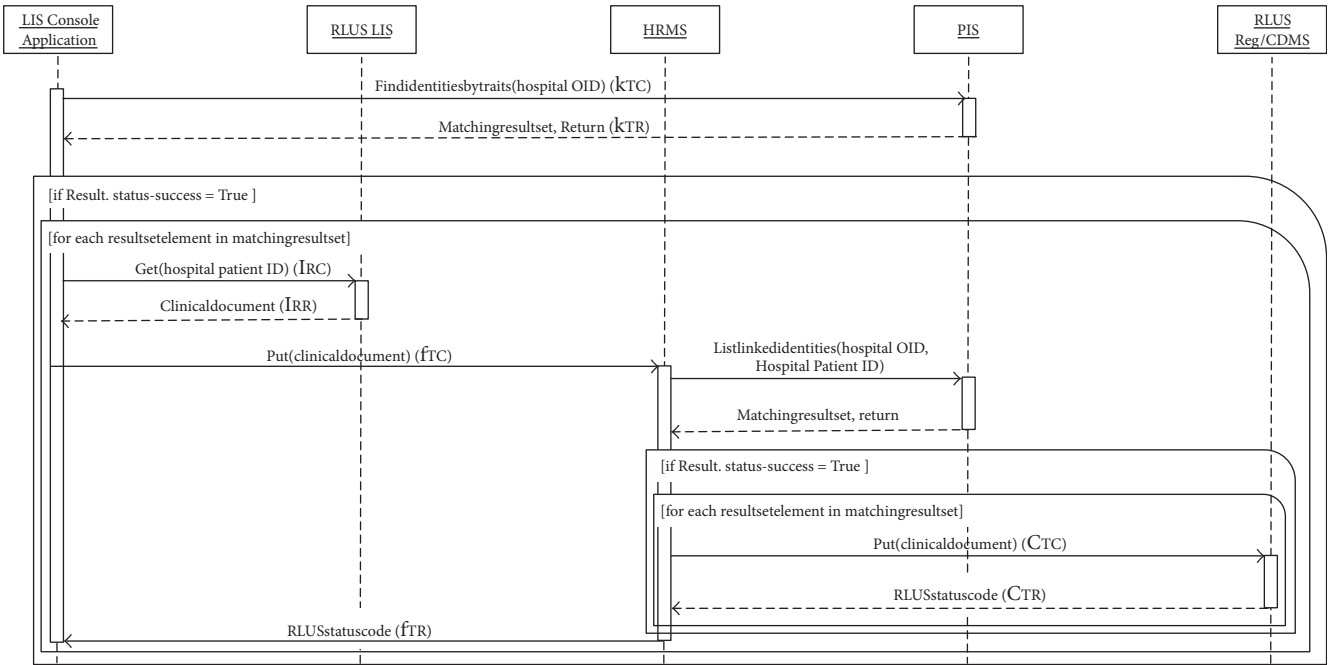 LIS Console
Application
RLUS LIS
HRMS
PIS
RLUS
Reg/CDMS
Findidentitiesbytraits(hospital OID) (kTC)
Matchingresultset, Return (kTR)
[if Result. status-success = True ]
[for each resultsetelement in matchingresultset]
Get(hospital patient ID) (IRC)
Clinicaldocument (IRR)
Put(clinicaldocument) (fTC)
Listlinkedidentities(hospital OID,
Hospital Patient ID)
Matchingresultset, return
[if Result. status-success = True ]
[for each resultsetelement in matchingresultset]
Put(clinicaldocument) (CTC)
RLUSstatuscode (CTR)
RLUSstatuscode (fTR)